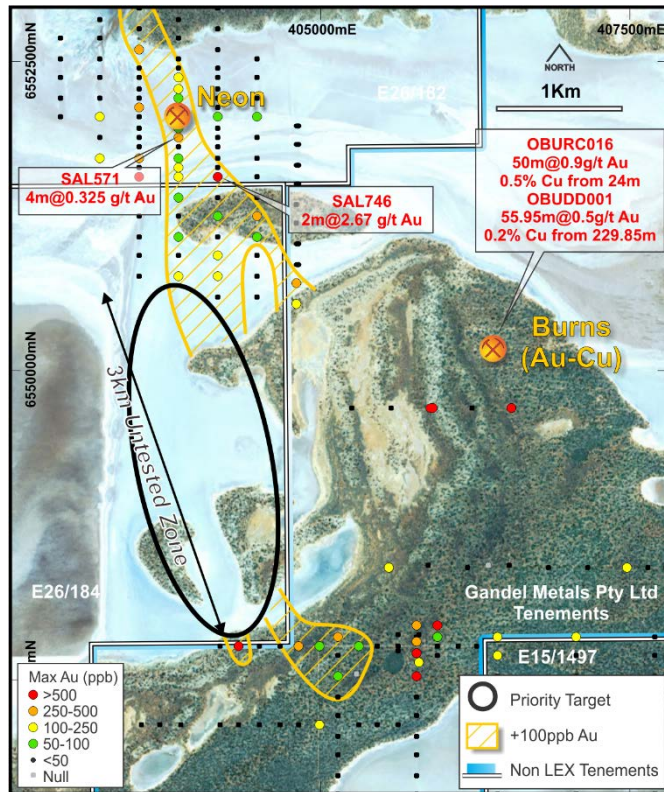 405000mE
407500mE
6552500mN
6550000mN
mN
NORTH
1Km
E26/182
Neon
SAL571
4m@0.325 g/t Au
SAL746
2m@2.67 g/t Au
OBURC016
50m@0.9g/t Au
0.5% Cu from 24m
OBUDD001
55.95m@0.5g/t Au
0.2% Cu from 229.85m
Burns
(Au-Cu)
3km Untested Zone
E26/184
Gandel Metals Pty Ltd
Tenements
E15/1497
Max Au (ppb)
>500
250-500
100-250
50-100
<50
Null
Priority Target
+100ppb Au
Non LEX Tenements